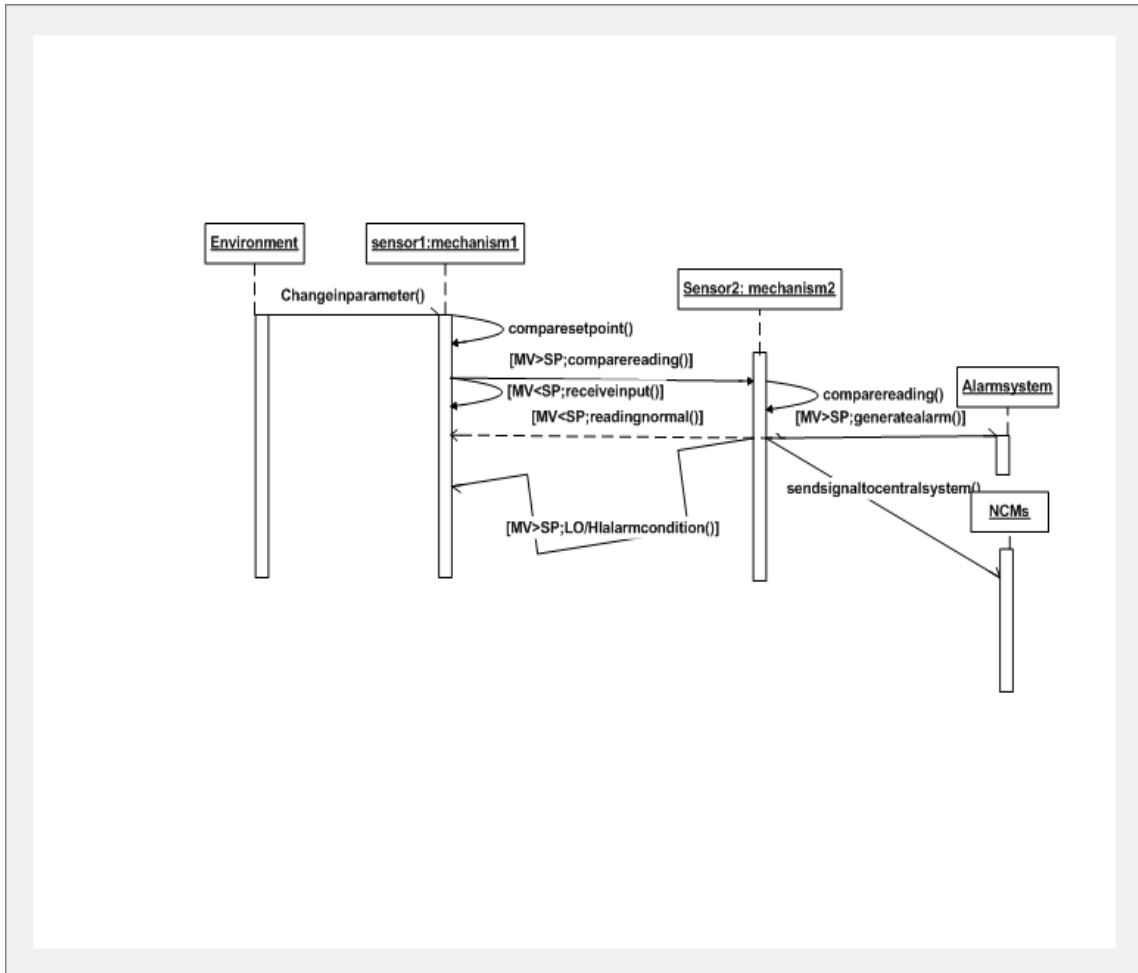 Environment
sensor1:mechanism1
Sensor2: mechanism2
Changeinparameter()
comparesetpoint()
[MV>SP;comparereading()]
[MV<SP;receiveinput()]
comparereading()
Alarmsystem
[MV<SP;readingnormal()]
[MV>SP;generatealarm()]
sendsignaltocentralsystem()
NCMs
[MV>SP;LO/HIalarmcondition()]